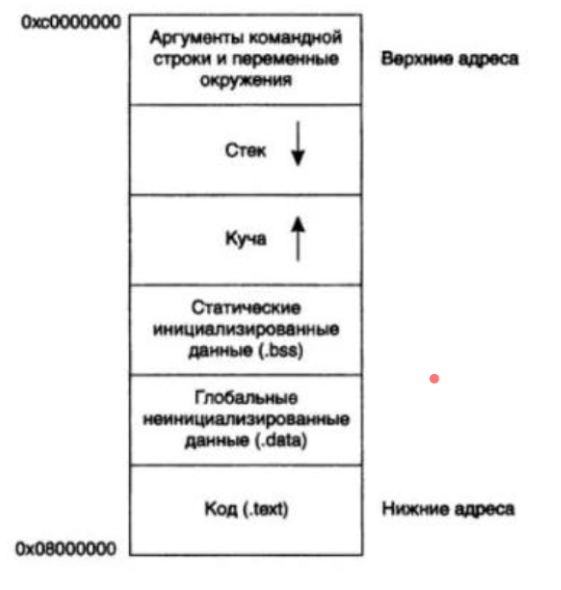 0xc0000000
Аргументы командной
строки и переменные
окружения
Верхние адреса
Стек
Куча
Статические
инициализированные
данные (.bss)
Глобальные
неинициализированные
данные (.data)
Код (.text)
Нижние адреса
0x08000000